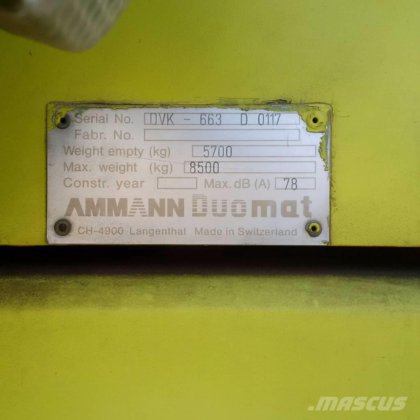 Serial No. DVK - 663 D 0117
Fabr. No.
Weight empty (kg) 5700
Max. weight (kg) 8500
Constr. year Max. dB (A) 78
AMMANN Duomat
CH-4900 Langenthal Made in Switzerland
mascus